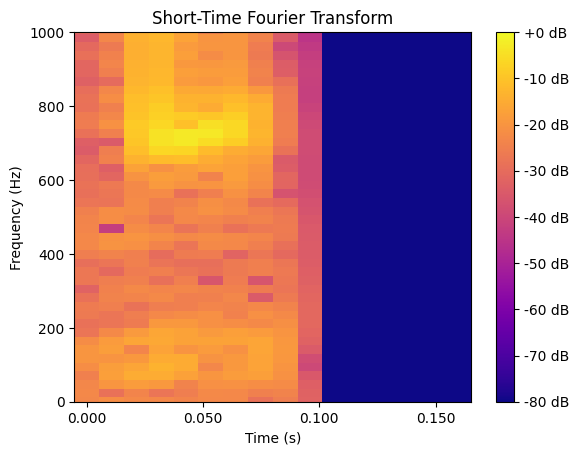 Short-Time Fourier Transform
1000
800
600
400
200
0
Frequency (Hz)
0.000
0.050
0.100
0.150
Time (s)
+0 dB
-10 dB
-20 dB
-30 dB
-40 dB
-50 dB
-60 dB
-70 dB
-80 dB